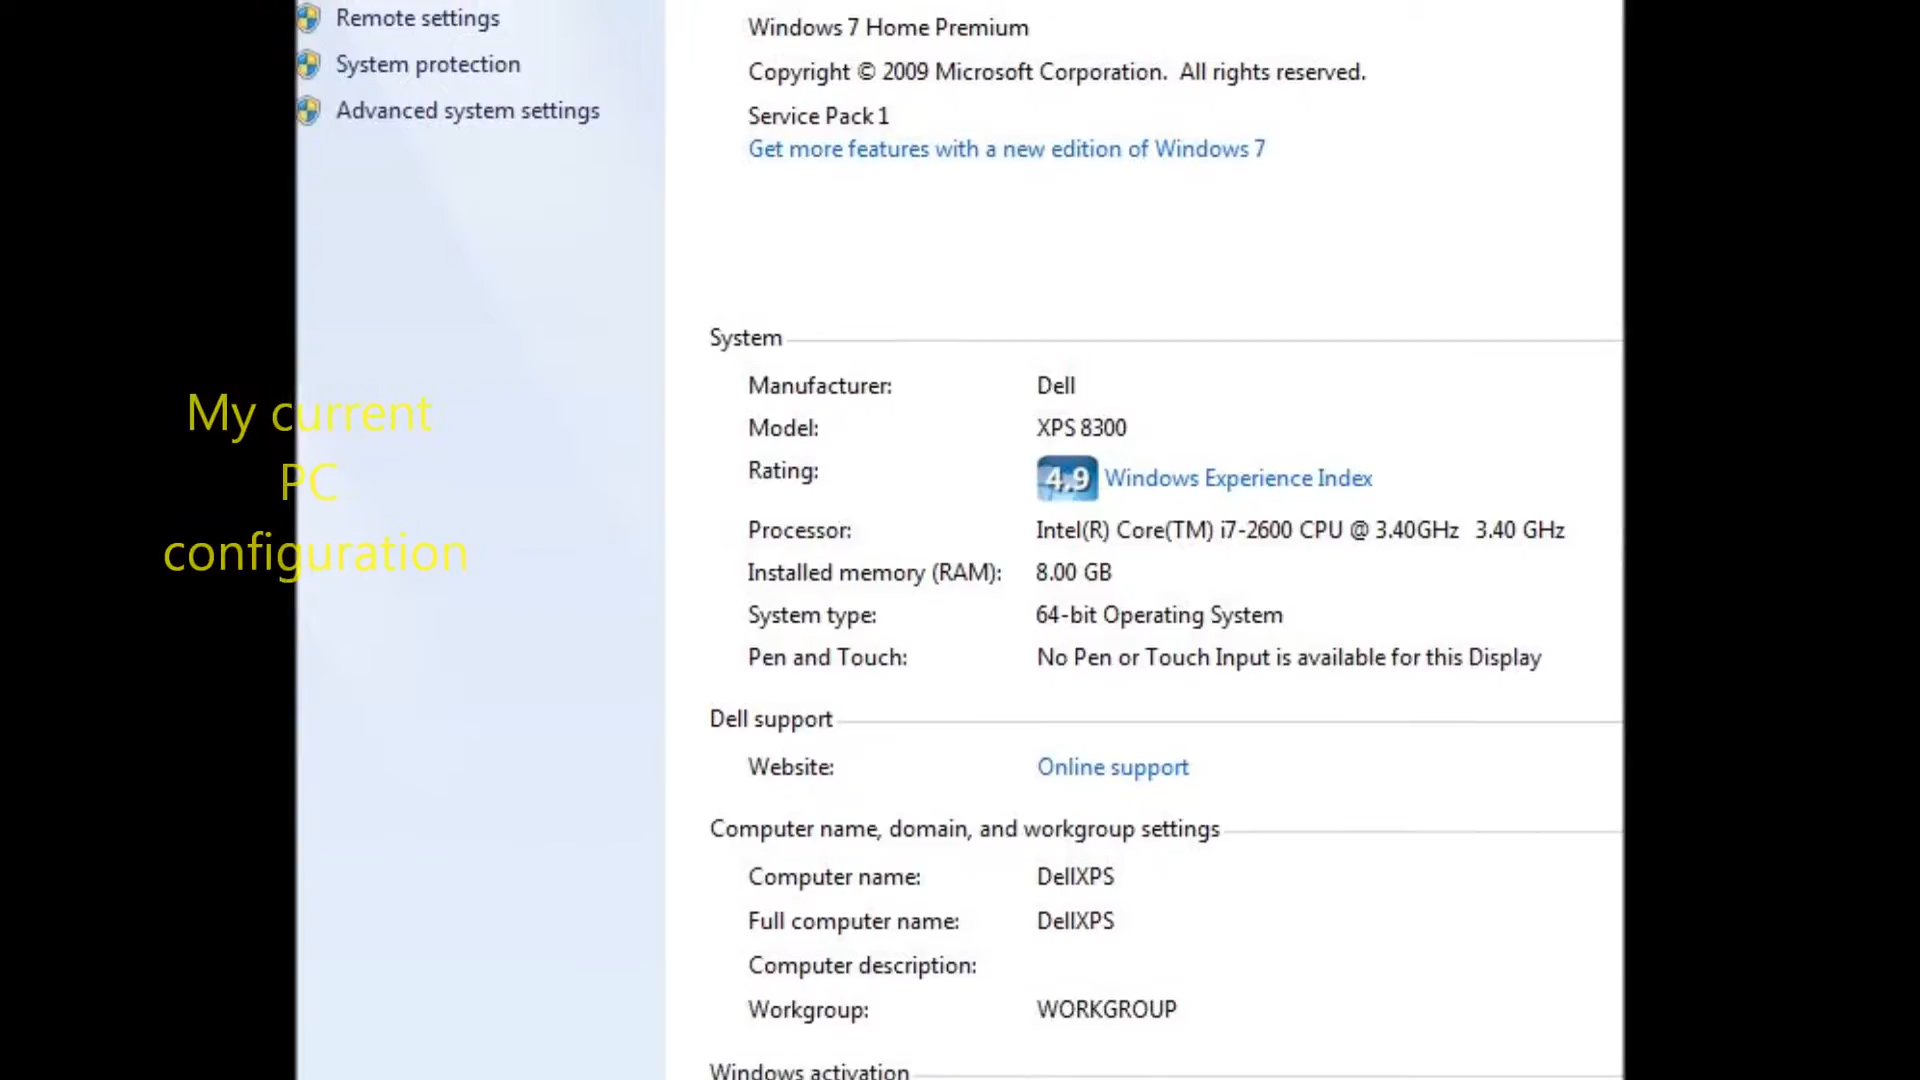 Remote settings
System protection
Advanced system settings
Windows 7 Home Premium
Copyright © 2009 Microsoft Corporation. All rights reserved.
Service Pack 1
Get more features with a new edition of Windows 7
My current
PC
configuration
System
Manufacturer: Dell
Model: XPS 8300
Rating: 4,9 Windows Experience Index
Processor: Intel(R) Core(TM) i7-2600 CPU @ 3.40GHz 3.40 GHz
Installed memory (RAM): 8.00 GB
System type: 64-bit Operating System
Pen and Touch: No Pen or Touch Input is available for this Display
Dell support
Website: Online support
Computer name, domain, and workgroup settings
Computer name: DellXPS
Full computer name: DellXPS
Computer description:
Workgroup: WORKGROUP
Windows activation